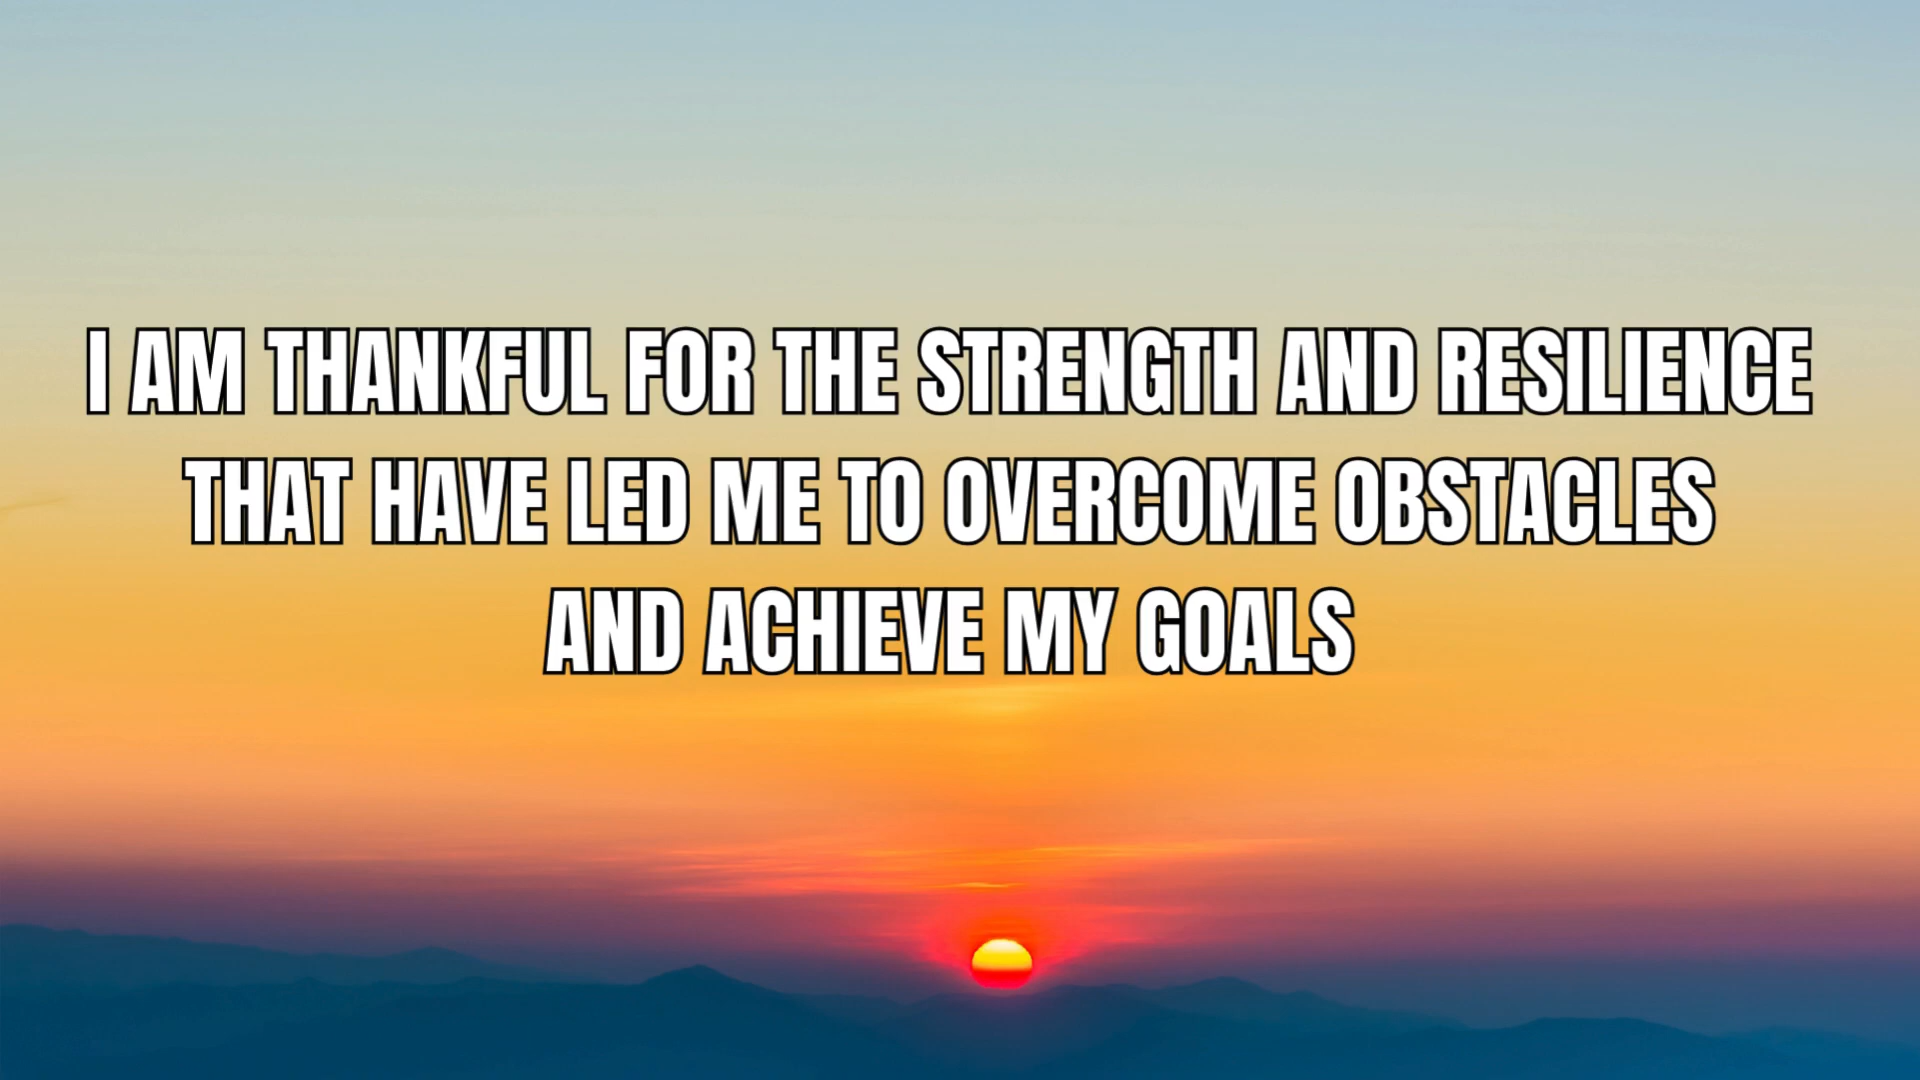 I AM THANKFUL FOR THE STRENGTH AND RESILIENCE
THAT HAVE LED ME TO OVERCOME OBSTACLES
AND ACHIEVE MY GOALS